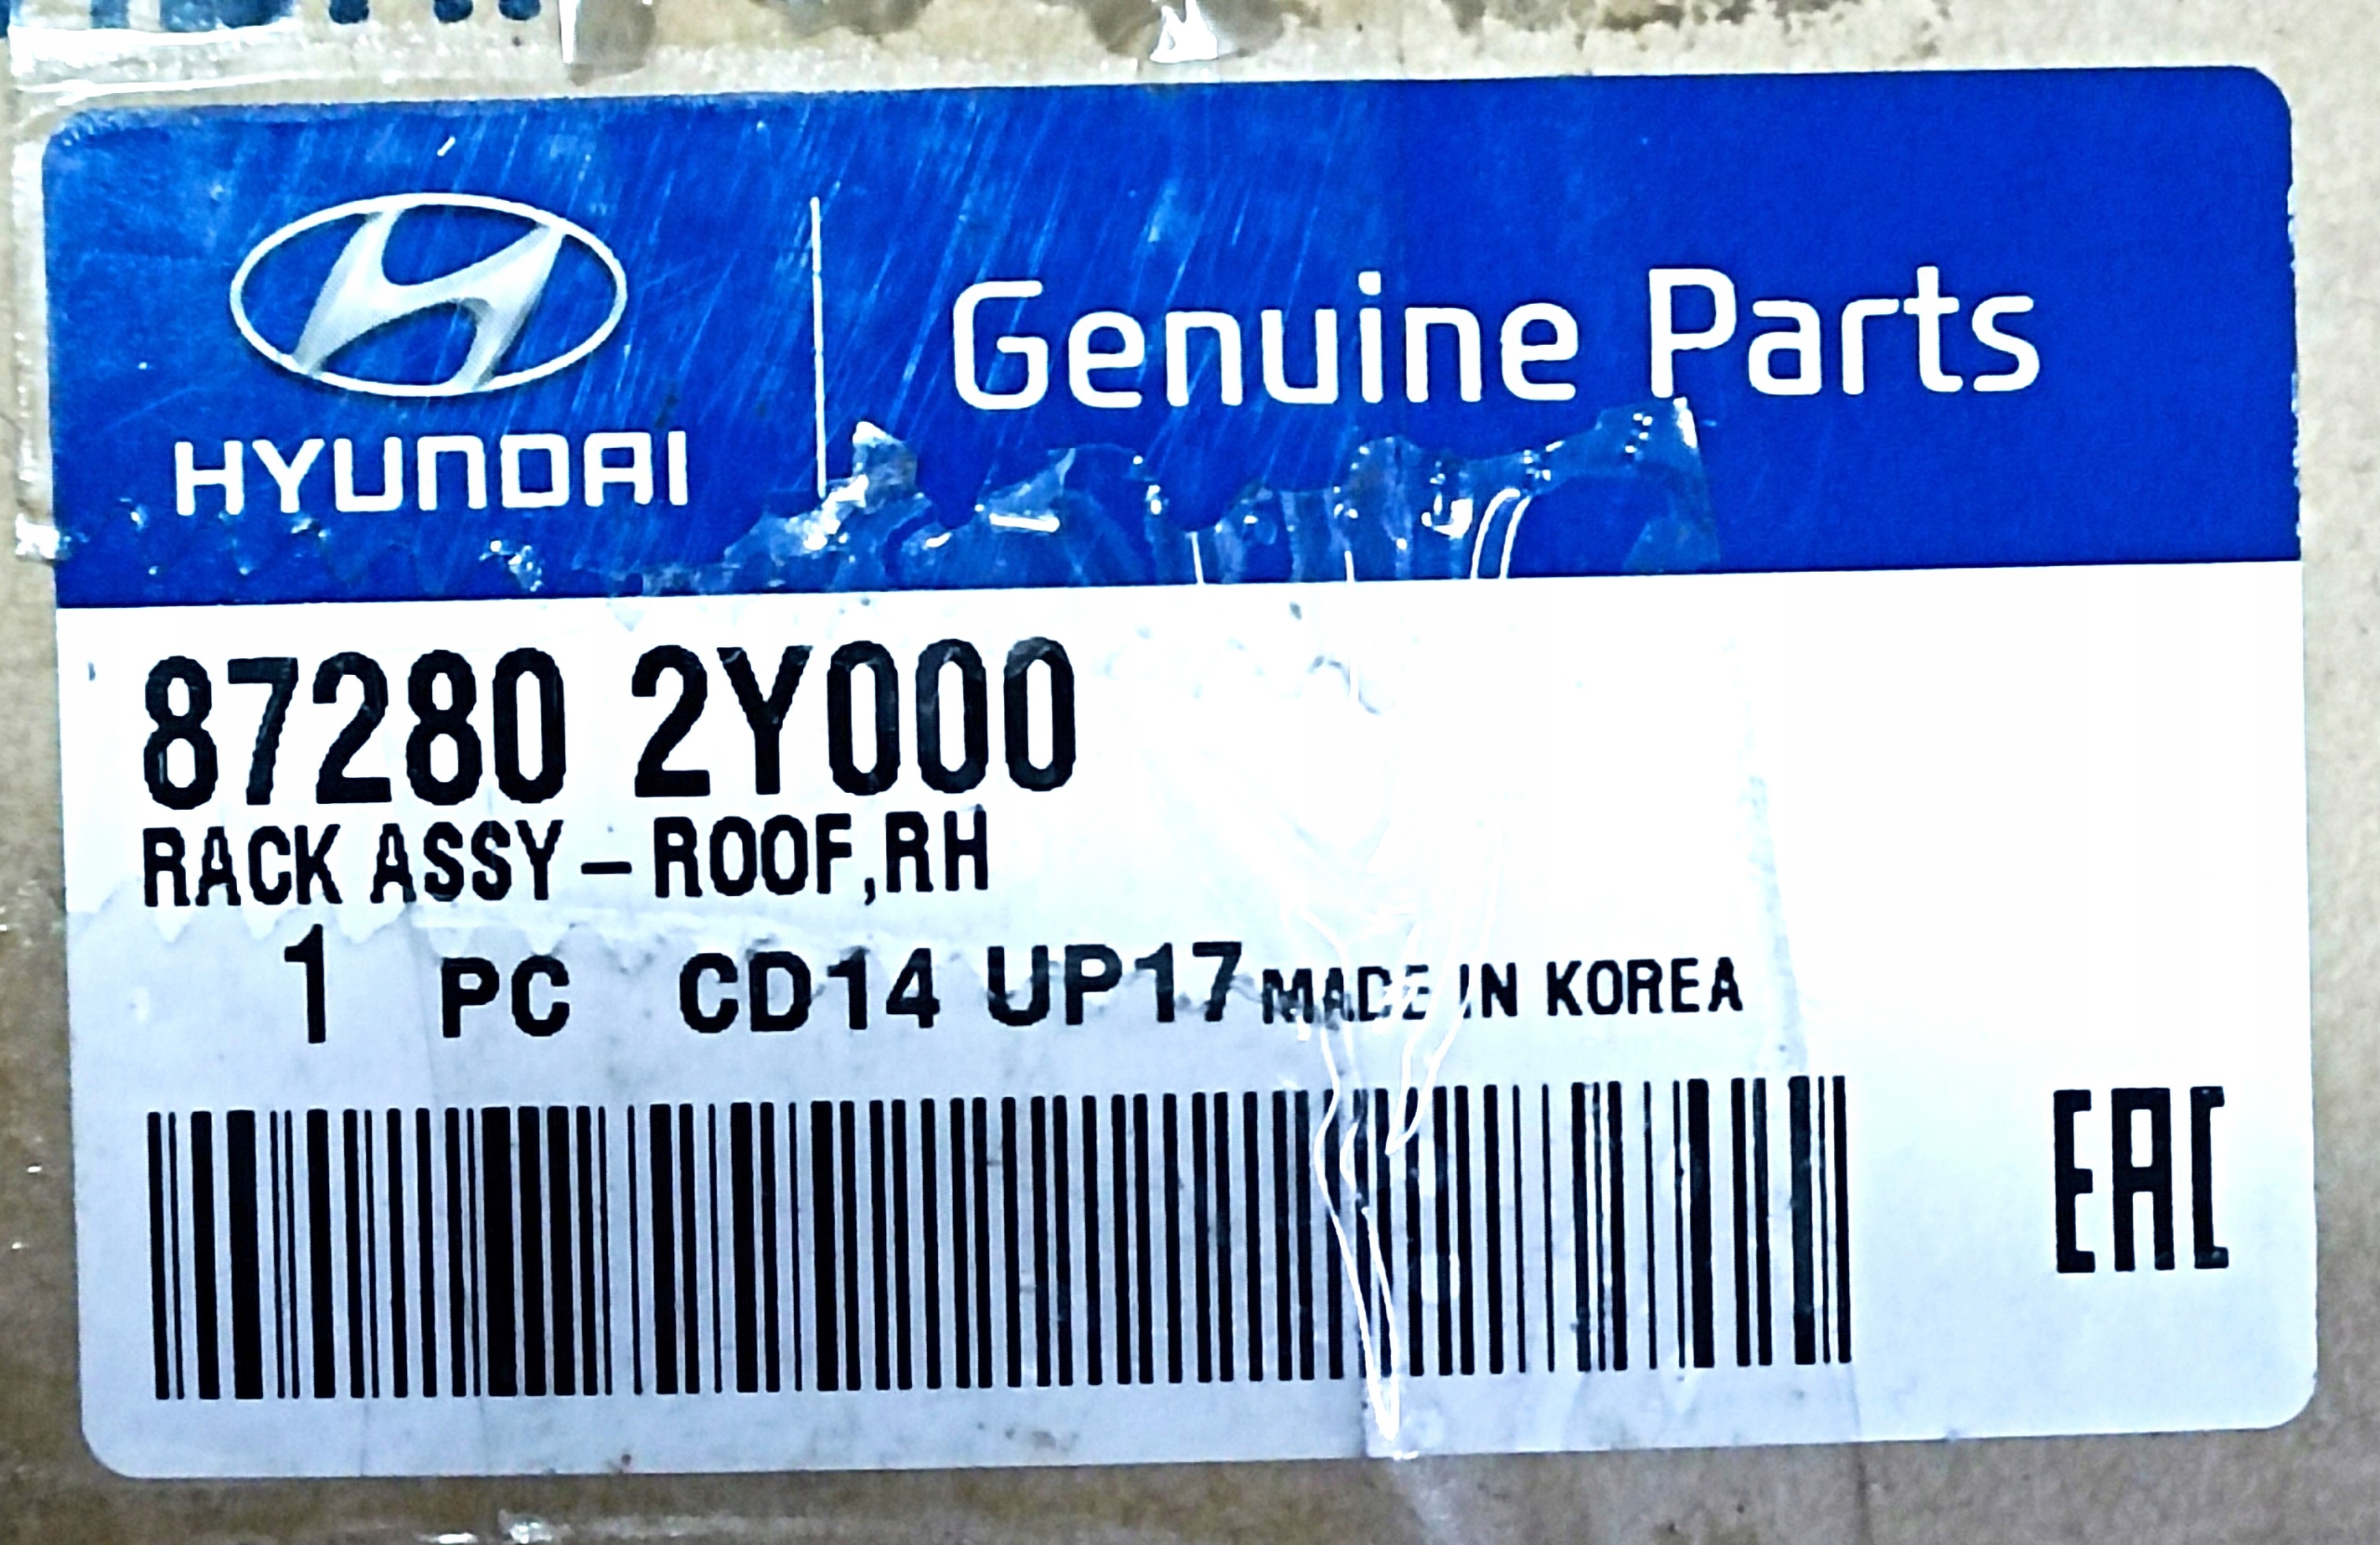 HYUNDAI
Genuine Parts
87280 2Y000
RACK ASSY-ROOF,RH
1 PC CD14 UP17 MADE IN KOREA
EAC